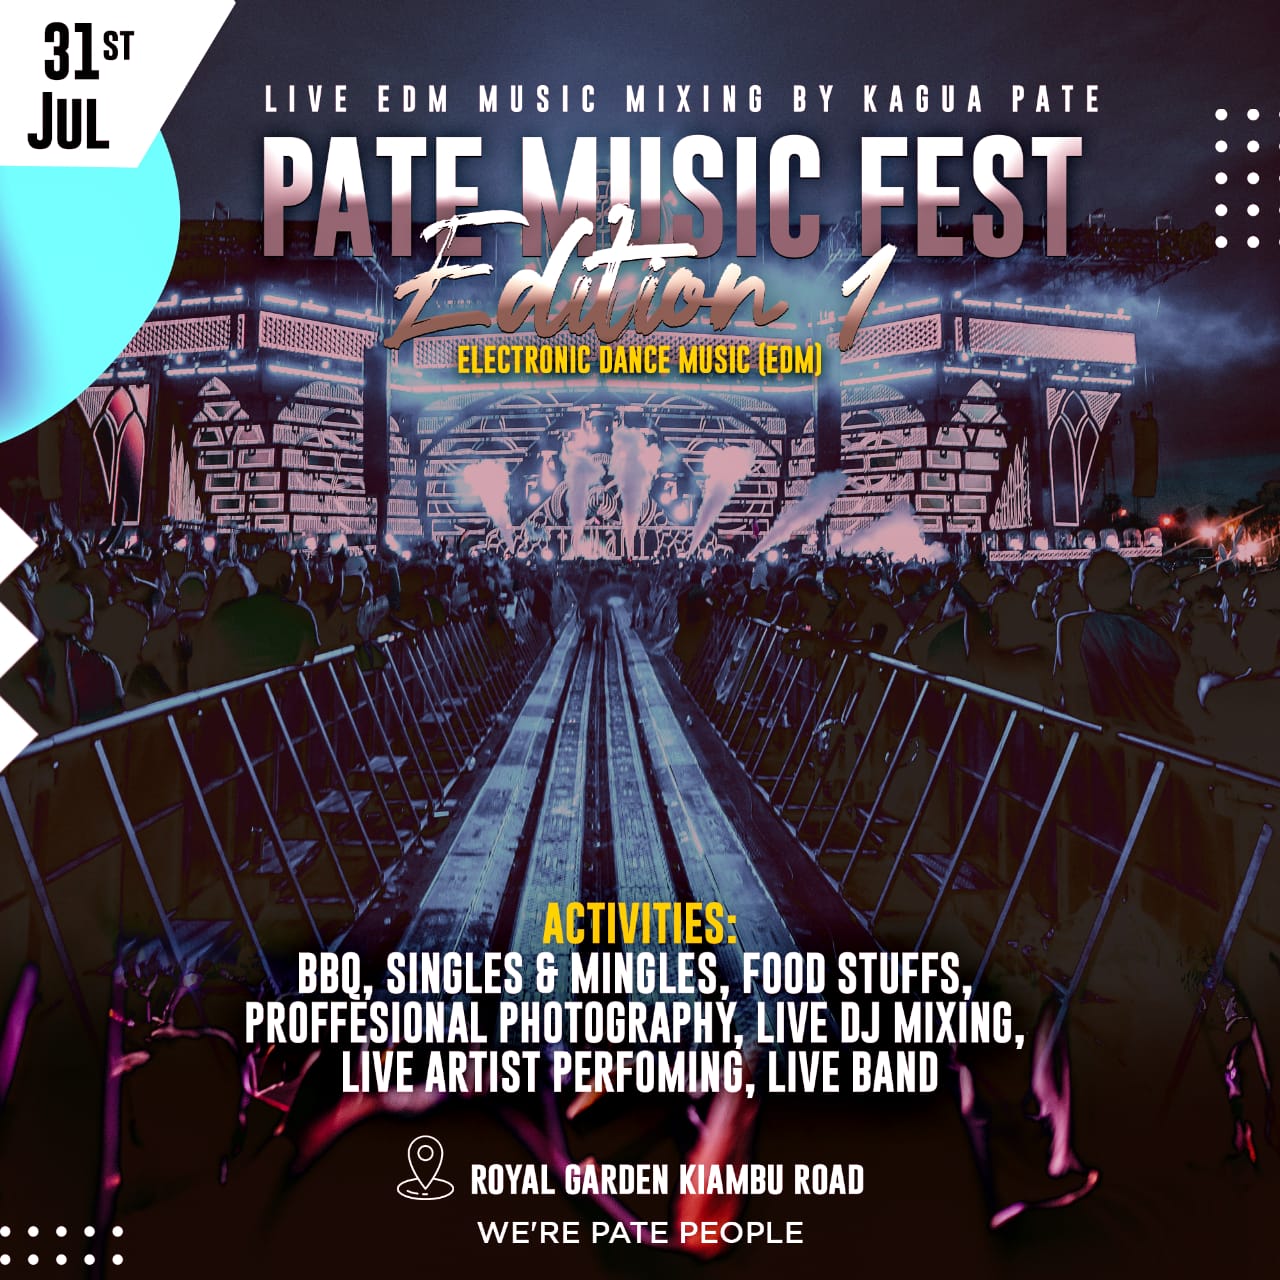 31ST
JUL
LIVE EDM MUSIC MIXING BY KAGUA PATE
PATE MUSIC FEST
Edition 1
ELECTRONIC DANCE MUSIC (EDM)
ACTIVITIES:
BBQ, SINGLES & MINGLES, FOOD STUFFS,
PROFFESIONAL PHOTOGRAPHY, LIVE DJ MIXING,
LIVE ARTIST PERFOMING, LIVE BAND
ROYAL GARDEN KIAMBU ROAD
WE'RE PATE PEOPLE